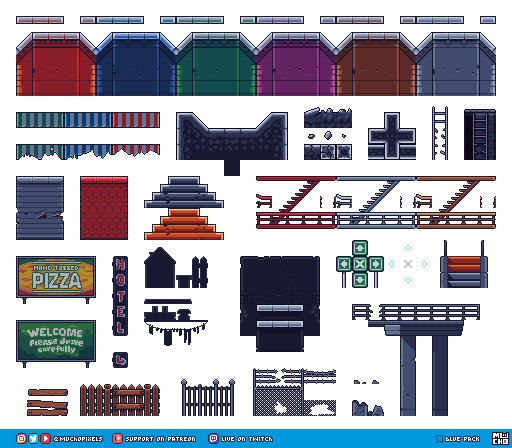 HAND TOSSED
PIZZA
HOTEL
WELCOME
Please drive
carefully
@MUCHOPIXELS
SUPPORT ON PATREON
LIVE ON TWITCH
BLUE PACK
MU
CHO